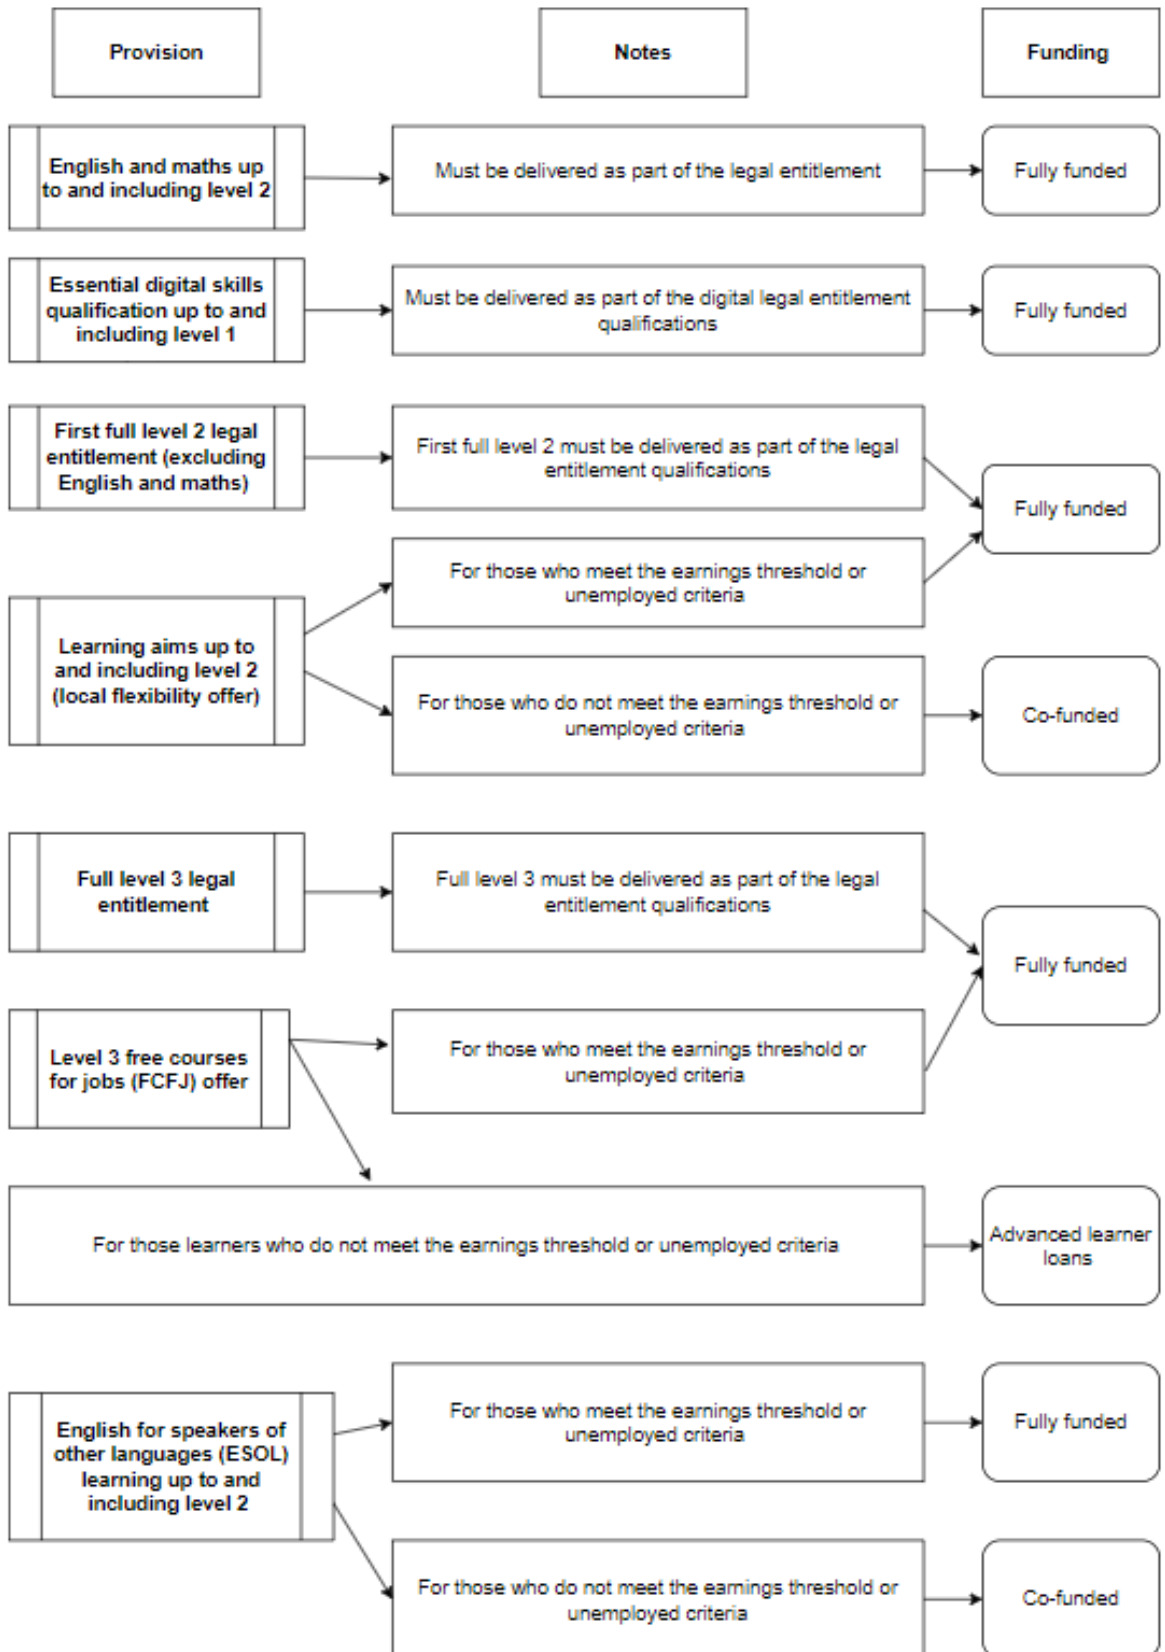 Provision
Notes
Funding
English and maths up
to and including level 2
Must be delivered as part of the legal entitlement
Fully funded
Essential digital skills
qualification up to and
including level 1
Must be delivered as part of the digital legal entitlement
qualifications
Fully funded
First full level 2 legal
entitlement (excluding
English and maths)
First full level 2 must be delivered as part of the legal
entitlement qualifications
Fully funded
Learning aims up to
and including level 2
(local flexibility offer)
For those who meet the earnings threshold or
unemployed criteria
For those who do not meet the earnings threshold or
unemployed criteria
Co-funded
Full level 3 legal
entitlement
Full level 3 must be delivered as part of the legal
entitlement qualifications
Fully funded
Level 3 free courses
for jobs (FCFJ) offer
For those who meet the earnings threshold or
unemployed criteria
For those learners who do not meet the earnings threshold or unemployed criteria
Advanced learner
loans
English for speakers of
other languages (ESOL)
learning up to and
including level 2
For those who meet the earnings threshold or
unemployed criteria
Fully funded
For those who do not meet the earnings threshold or
unemployed criteria
Co-funded